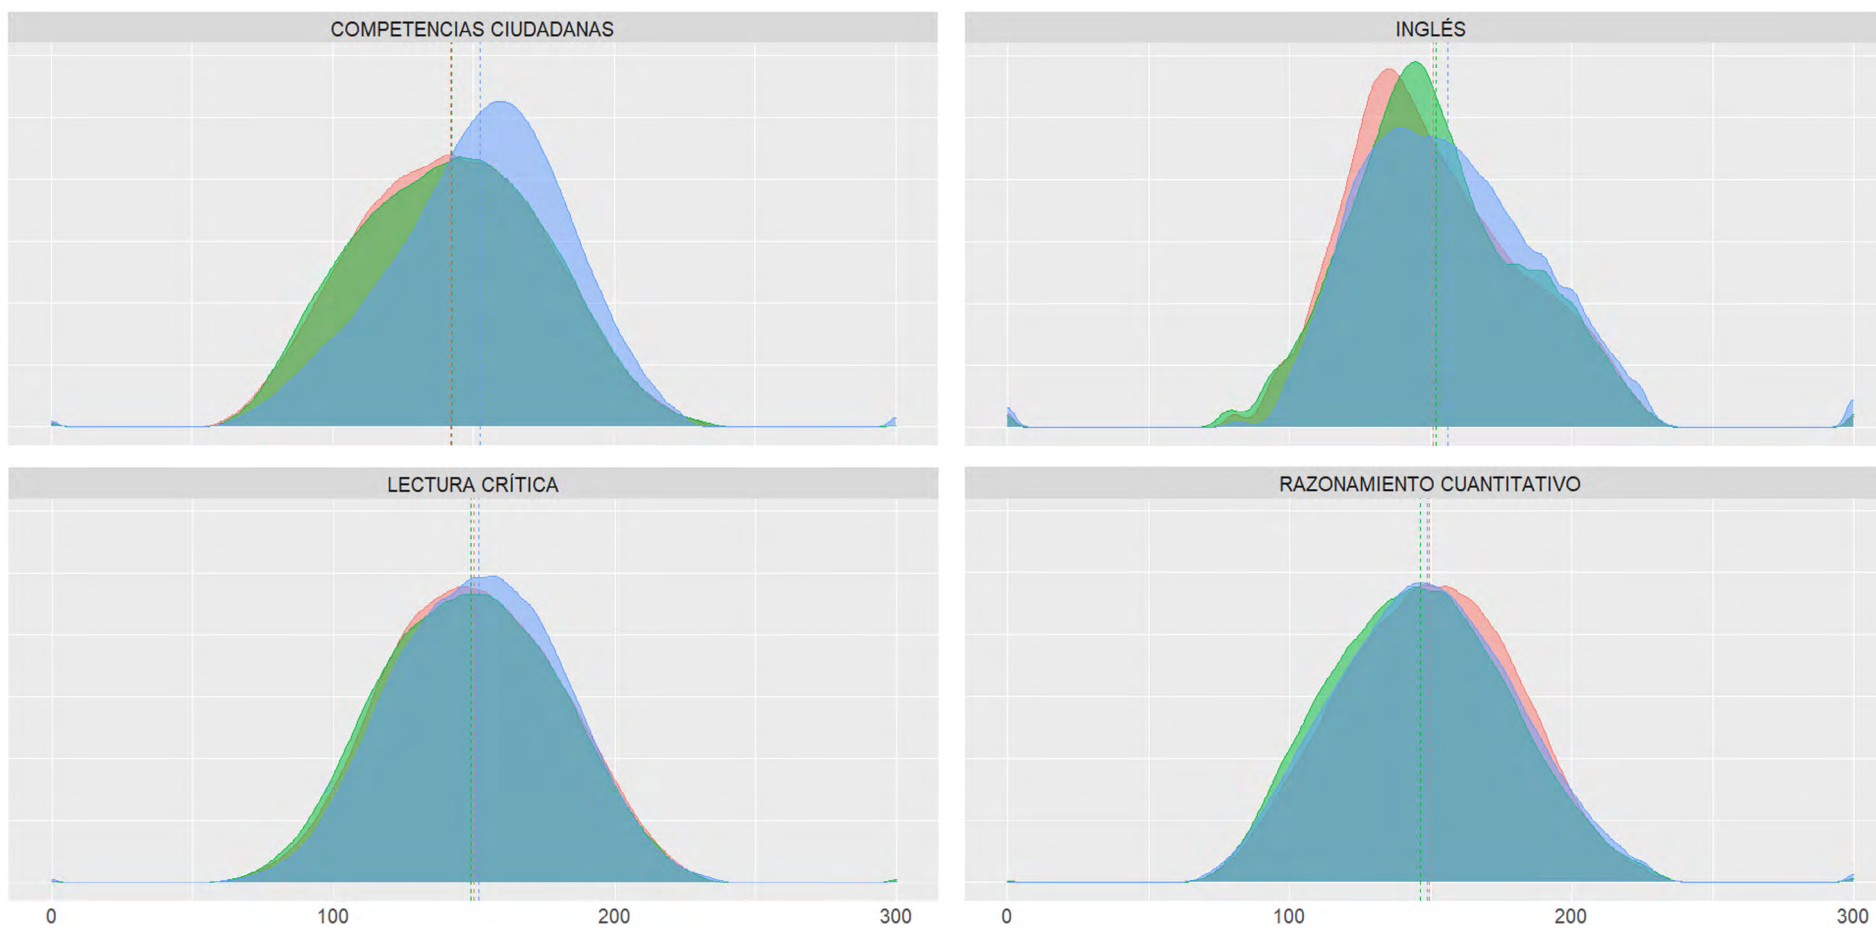 COMPETENCIAS CIUDADANAS
INGLÉS
LECTURA CRÍTICA
RAZONAMIENTO CUANTITATIVO
0 100 200 300
0 100 200 300